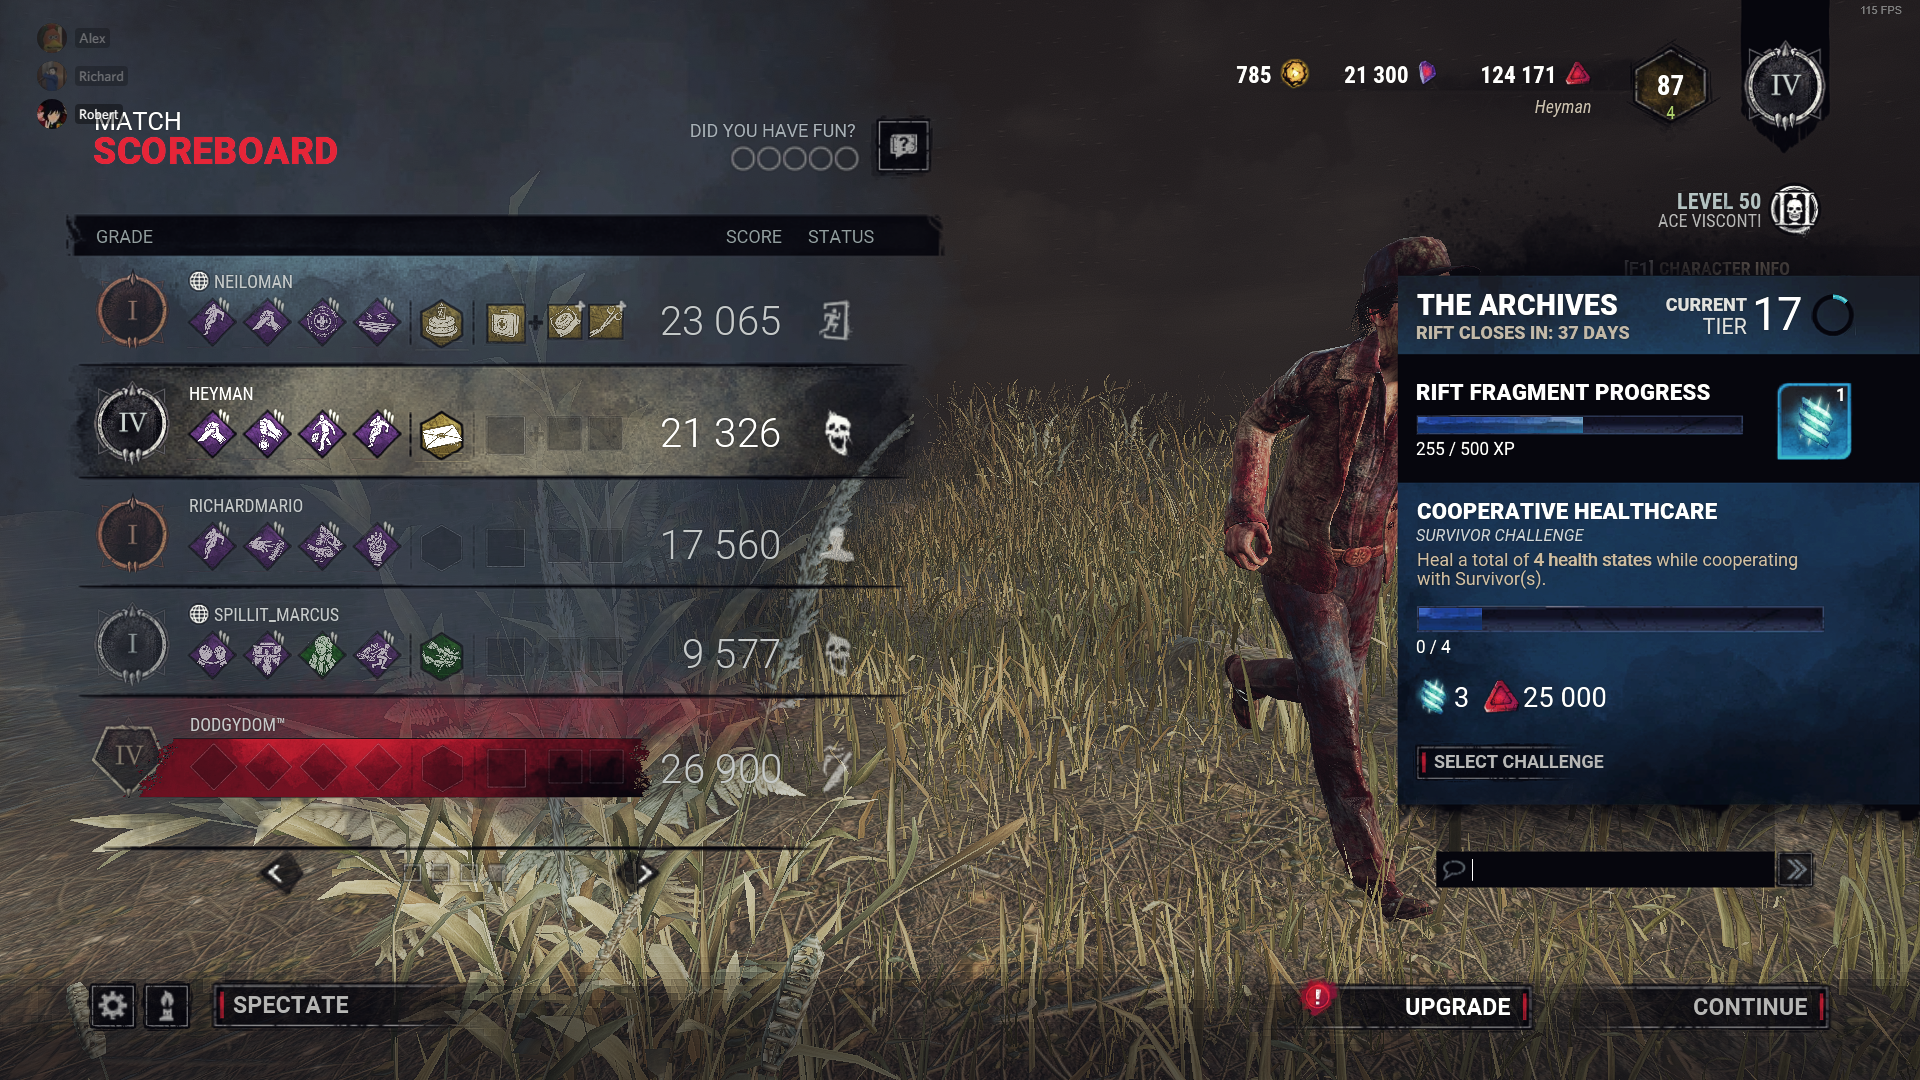 115 FPS
Alex
Richard
Robert
MATCH
SCOREBOARD
DID YOU HAVE FUN?
785
21 300
124 171
Heyman
87
4
IV
LEVEL 50
ACE VISCONTI
[F1] CHARACTER INFO
GRADE SCORE STATUS
I NEILOMAN 23 065
IV HEYMAN 21 326
I RICHARDMARIO 17 560
I SPILLIT_MARCUS 9 577
IV DODGYDOM™ 26 900
THE ARCHIVES
RIFT CLOSES IN: 37 DAYS
CURRENT
TIER 17
RIFT FRAGMENT PROGRESS
1
255 / 500 XP
COOPERATIVE HEALTHCARE
SURVIVOR CHALLENGE
Heal a total of 4 health states while cooperating
with Survivor(s).
0 / 4
3 25 000
SELECT CHALLENGE
SPECTATE
! UPGRADE
CONTINUE